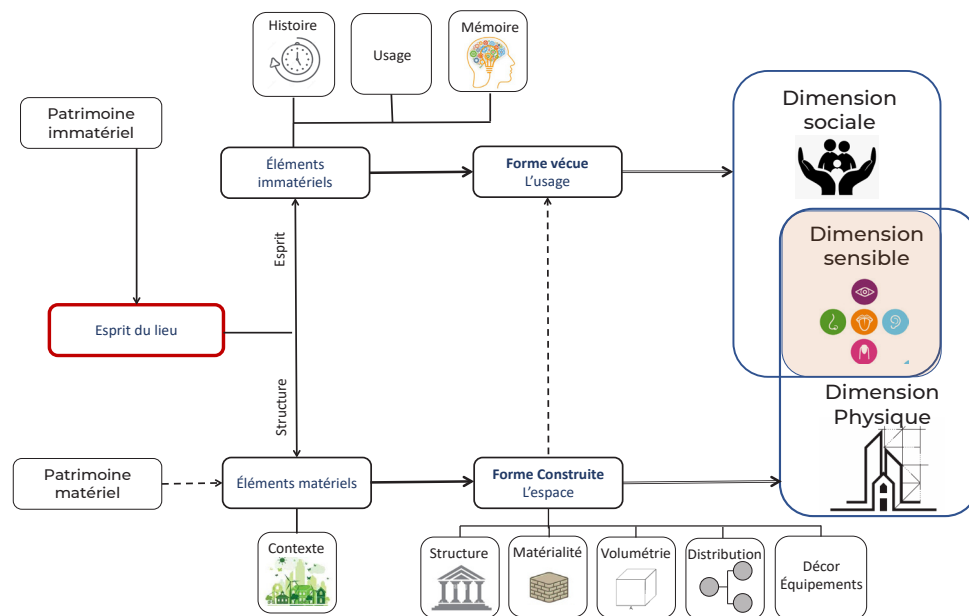 Histoire
Usage
Mémoire
Patrimoine
immatériel
Éléments
immatériels
Forme vécue
L'usage
Dimension
sociale
Esprit
Dimension
sensible
Esprit du lieu
Structure
Dimension
Physique
Patrimoine
matériel
Éléments matériels
Forme Construite
L'espace
Contexte
Structure
Matérialité
Volumétrie
Distribution
Décor
Équipements